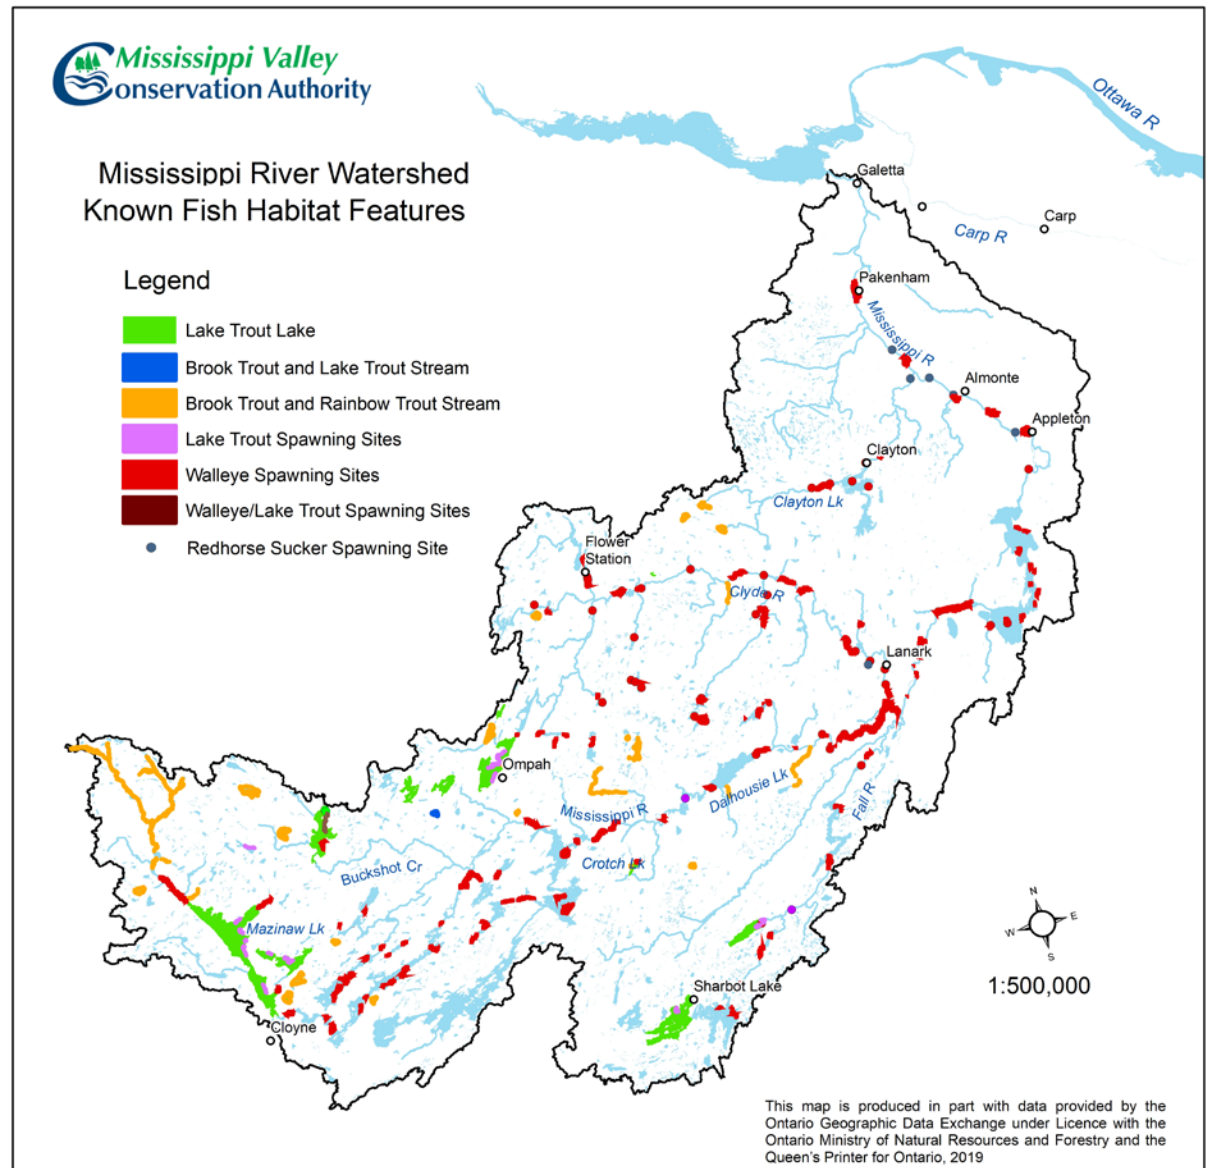 Mississippi Valley
Conservation Authority
Mississippi River Watershed
Known Fish Habitat Features
Legend
Lake Trout Lake
Brook Trout and Lake Trout Stream
Brook Trout and Rainbow Trout Stream
Lake Trout Spawning Sites
Walleye Spawning Sites
Walleye/Lake Trout Spawning Sites
Redhorse Sucker Spawning Site
Ottawa R
Galetta
Carp
Carp R
Pakenham
Mississippi R
Almonte
Appleton
Clayton
Clayton Lk
Flower
Station
Clyde R
Lanark
Ompah
Mississippi R
Dalhousie Lk
Fall R
Buckshot Cr
Crotch Lk
Mazinaw Lk
Sharbot Lake
Cloyne
N
W
E
S
1:500,000
This map is produced in part with data provided by the
Ontario Geographic Data Exchange under Licence with the
Ontario Ministry of Natural Resources and Forestry and the
Queen's Printer for Ontario, 2019